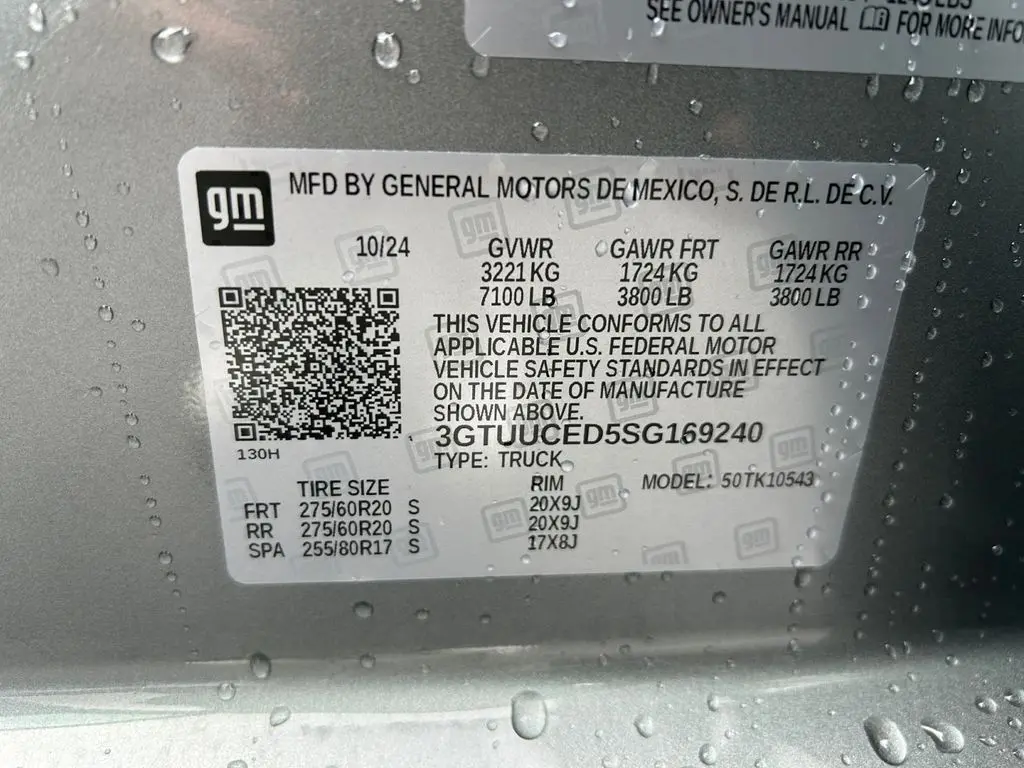 SEE OWNER'S MANUAL FOR MORE INFO
gm
MFD BY GENERAL MOTORS DE MEXICO, S. DE R.L. DE C.V.
10/24 GVWR GAWR FRT GAWR RR
3221 KG 1724 KG 1724 KG
7100 LB 3800 LB 3800 LB
THIS VEHICLE CONFORMS TO ALL
APPLICABLE U.S. FEDERAL MOTOR
VEHICLE SAFETY STANDARDS IN EFFECT
ON THE DATE OF MANUFACTURE
SHOWN ABOVE.
3GTUUCED5SG169240
130H
TYPE: TRUCK
TIRE SIZE RIM MODEL: 50TK10543
FRT 275/60R20 S 20X9J
RR 275/60R20 S 20X9J
SPA 255/80R17 S 17X8J